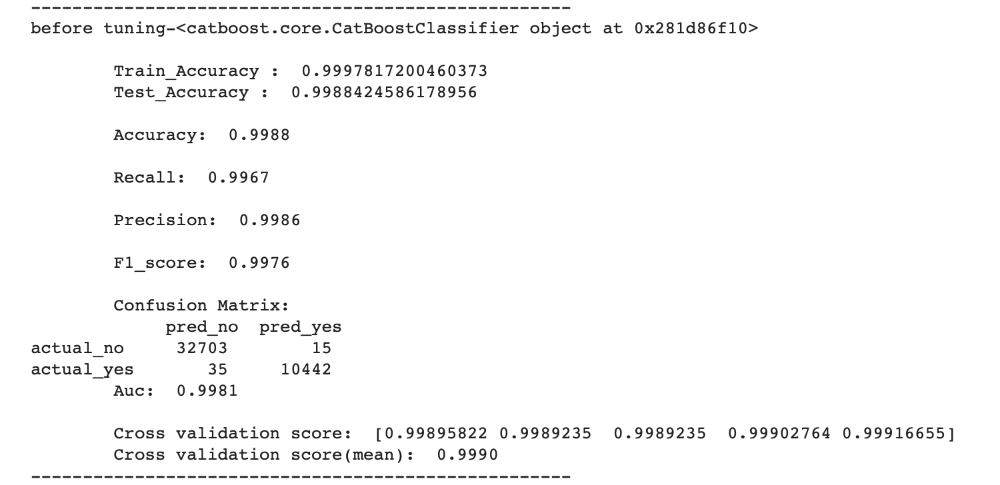 ----------------------------------------------------
before tuning-<catboost.core.CatBoostClassifier object at 0x281d86f10>
Train_Accuracy :  0.9997817200460373
Test_Accuracy :  0.9988424586178956
Accuracy:  0.9988
Recall:  0.9967
Precision:  0.9986
F1_score:  0.9976
Confusion Matrix:
pred_no  pred_yes
actual_no     32703        15
actual_yes       35     10442
Auc:  0.9981
Cross validation score:  [0.99895822 0.9989235  0.9989235  0.99902764 0.99916655]
Cross validation score(mean):  0.9990
----------------------------------------------------